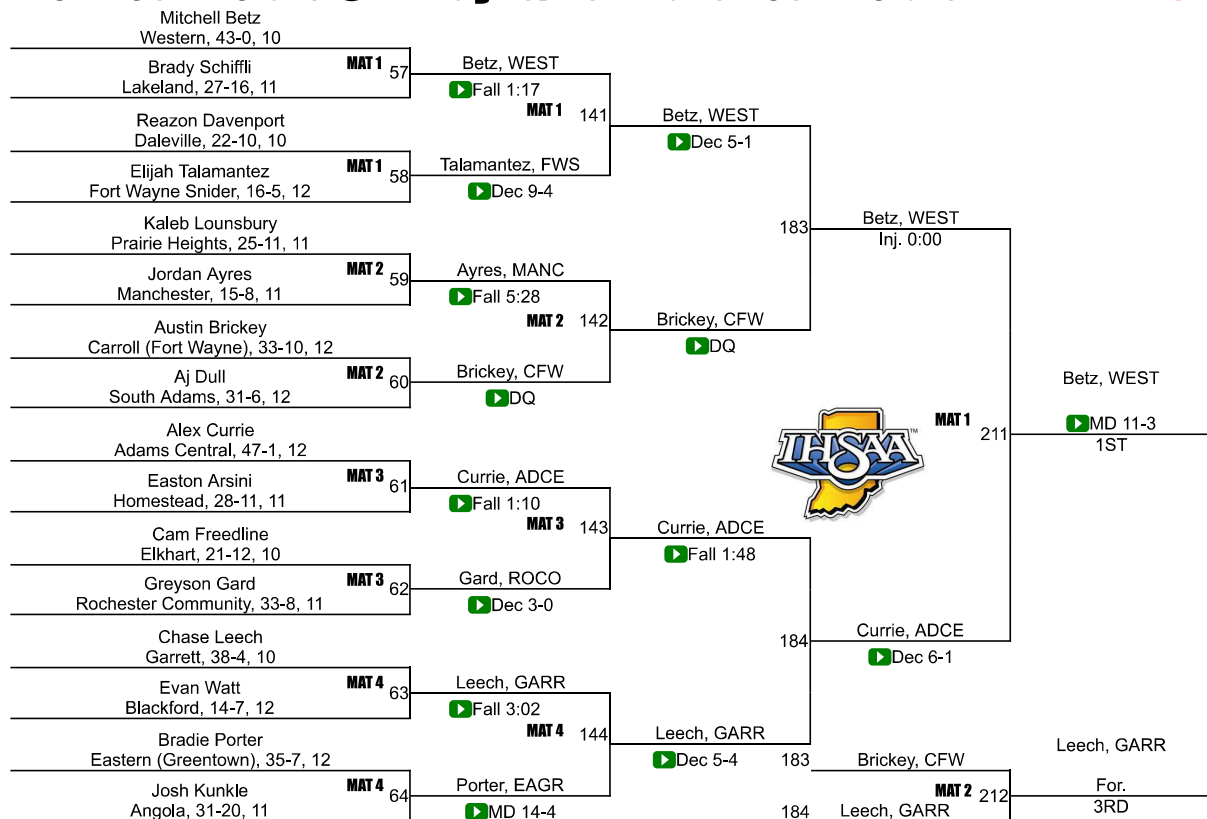 Mitchell Betz
Western, 43-0, 10
MAT 1 57
Brady Schiffli
Lakeland, 27-16, 11
Betz, WEST
Fall 1:17
MAT 1 141
Reazon Davenport
Daleville, 22-10, 10
MAT 1 58
Elijah Talamantez
Fort Wayne Snider, 16-5, 12
Talamantez, FWS
Dec 9-4
Betz, WEST
Dec 5-1
Kaleb Lounsbury
Prairie Heights, 25-11, 11
MAT 2 59
Jordan Ayres
Manchester, 15-8, 11
Ayres, MANC
Fall 5:28
MAT 2 142
Austin Brickey
Carroll (Fort Wayne), 33-10, 12
MAT 2 60
Aj Dull
South Adams, 31-6, 12
Brickey, CFW
DQ
Brickey, CFW
DQ
183
Betz, WEST
Inj. 0:00
Alex Currie
Adams Central, 47-1, 12
MAT 3 61
Easton Arsini
Homestead, 28-11, 11
Currie, ADCE
Fall 1:10
MAT 3 143
Cam Freedline
Elkhart, 21-12, 10
MAT 3 62
Greyson Gard
Rochester Community, 33-8, 11
Gard, ROCO
Dec 3-0
Currie, ADCE
Fall 1:48
Chase Leech
Garrett, 38-4, 10
MAT 4 63
Evan Watt
Blackford, 14-7, 12
Leech, GARR
Fall 3:02
MAT 4 144
Bradie Porter
Eastern (Greentown), 35-7, 12
MAT 4 64
Josh Kunkle
Angola, 31-20, 11
Porter, EAGR
MD 14-4
Leech, GARR
Dec 5-4
184
Currie, ADCE
Dec 6-1
IHSAA™
MAT 1 211
Betz, WEST
MD 11-3
1ST
183 Brickey, CFW
MAT 2 212
184 Leech, GARR
Leech, GARR
For.
3RD